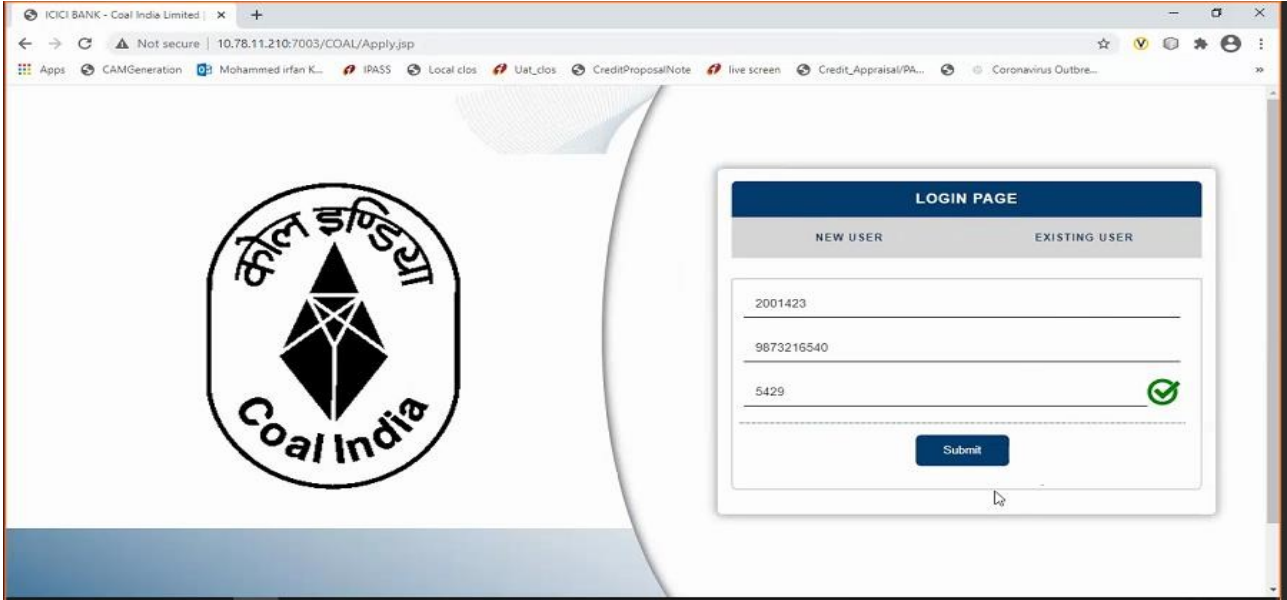 ICICI BANK - Coal India Limited |
Not secure | 10.78.11.210:7003/COAL/Apply.jsp
Apps CAMGeneration Mohammed irfan K... IPASS Local clos Uat_clos CreditProposalNote live screen Credit_Appraisal/PA... Coronavirus Outbre...
कोल इण्डिया
Coal India
LOGIN PAGE
NEW USER EXISTING USER
2001423
9873216540
5429
Submit